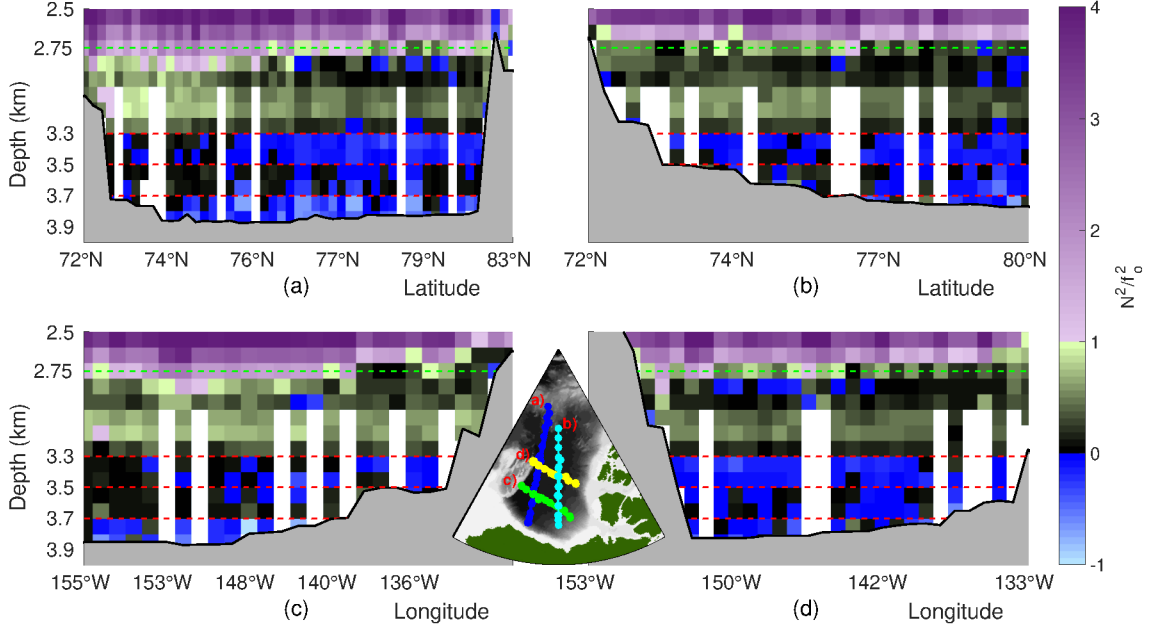 2.5
2.75
3.3
3.5
3.7
3.9
Depth (km)
72°N
74°N
76°N
77°N
79°N
83°N
(a)
Latitude
72°N
74°N
77°N
80°N
(b)
Latitude
4
3
2
1
0
-1
N²/f²ₒ
2.5
2.75
3.3
3.5
3.7
3.9
Depth (km)
155°W
153°W
148°W
140°W
136°W
(c)
Longitude
a)
b)
d)
c)
153°W
150°W
142°W
133°W
(d)
Longitude